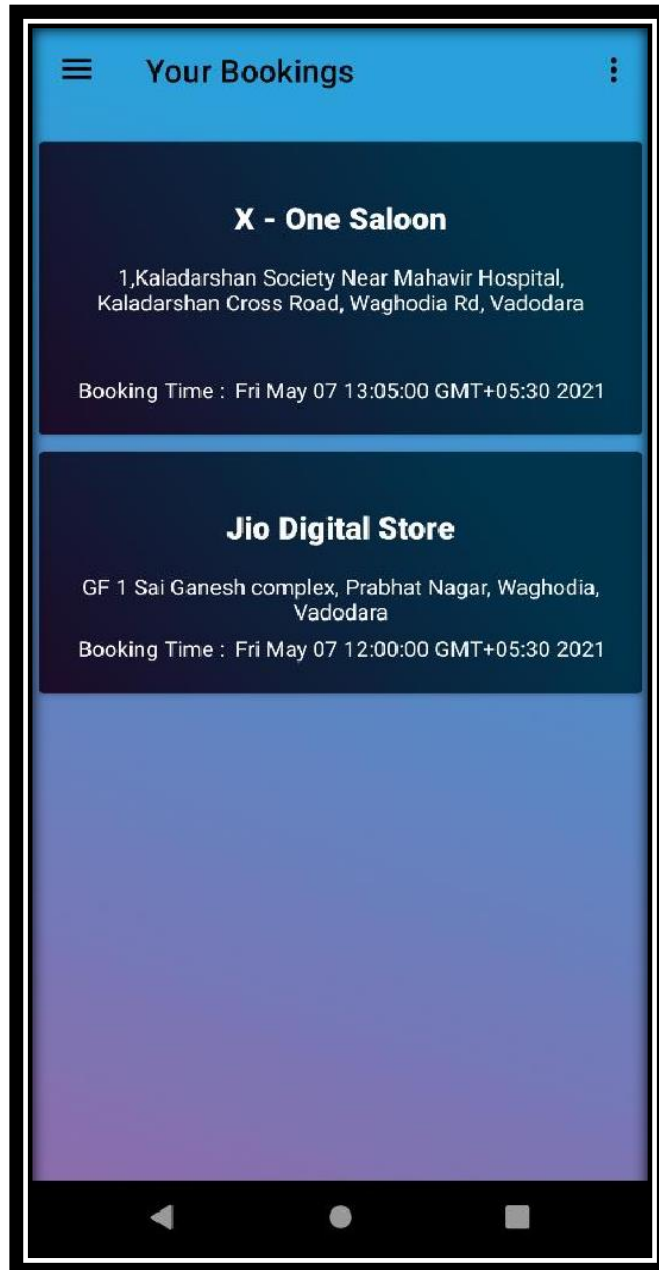 Your Bookings
X - One Saloon
1,Kaladarshan Society Near Mahavir Hospital,
Kaladarshan Cross Road, Waghodia Rd, Vadodara
Booking Time : Fri May 07 13:05:00 GMT+05:30 2021
Jio Digital Store
GF 1 Sai Ganesh complex, Prabhat Nagar, Waghodia,
Vadodara
Booking Time : Fri May 07 12:00:00 GMT+05:30 2021